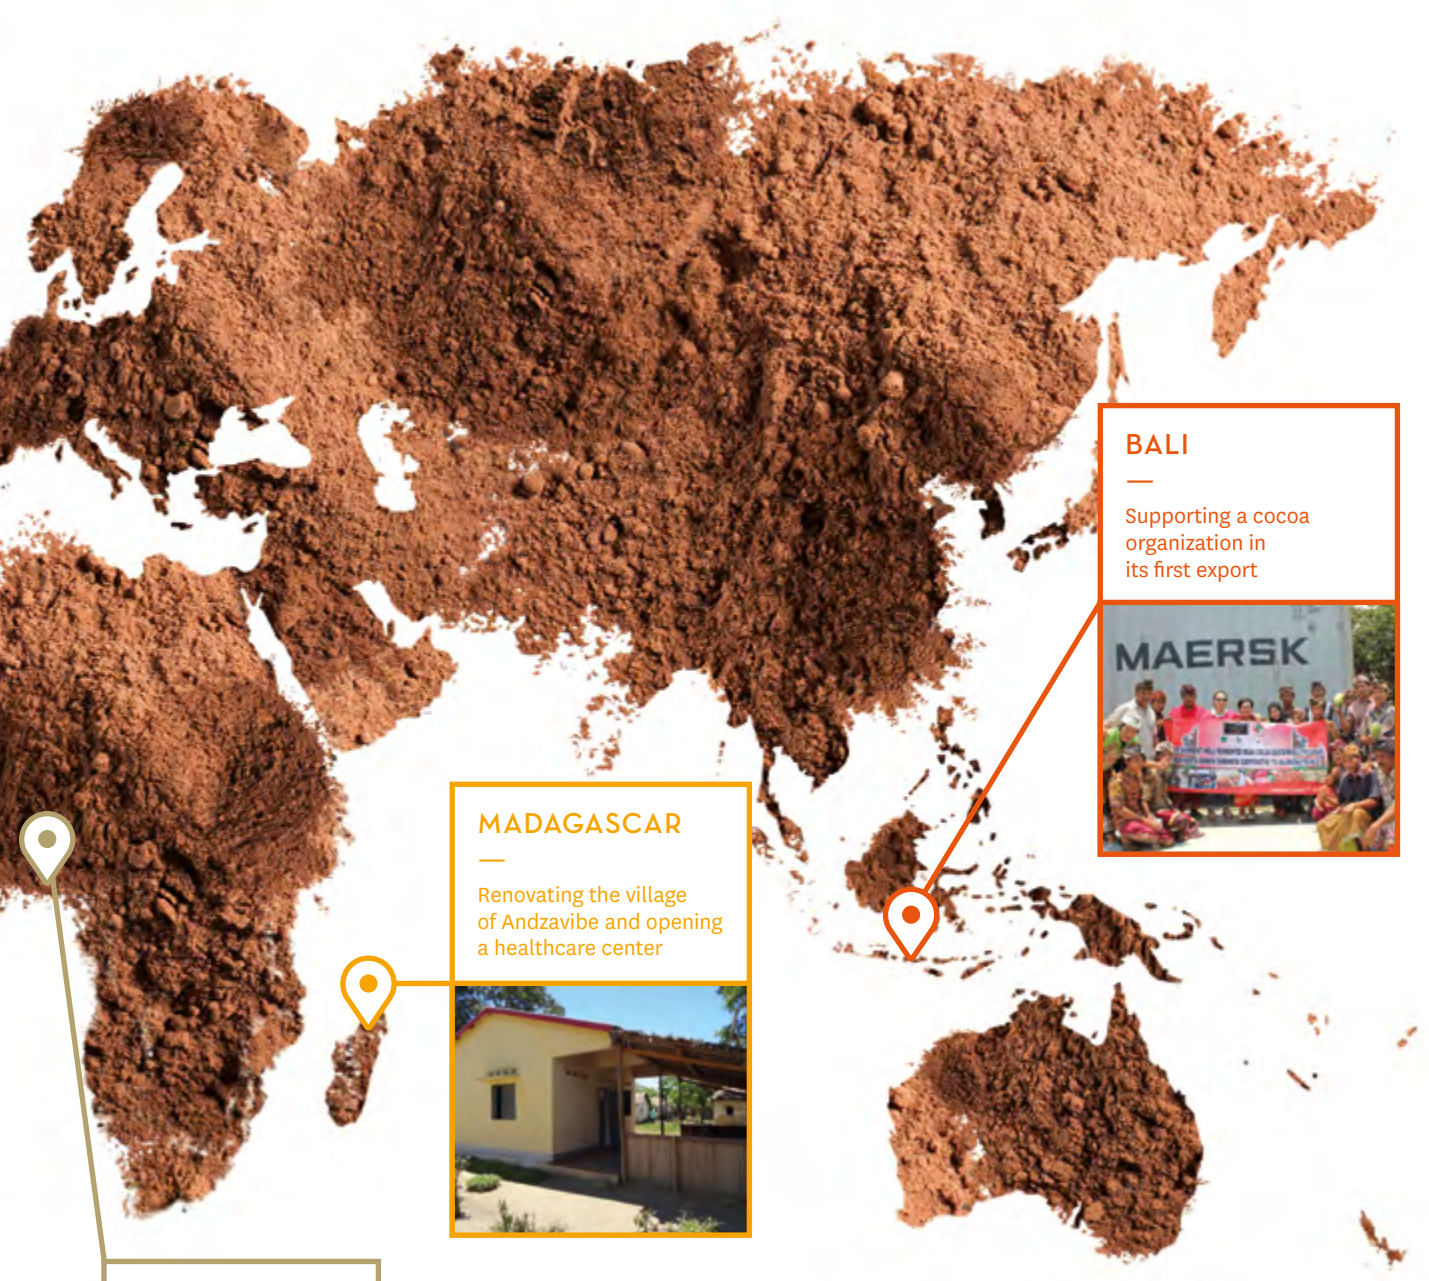 BALI
Supporting a cocoa
organization in
its first export
MAERSK
MADAGASCAR
Renovating the village
of Andzavibe and opening
a healthcare center